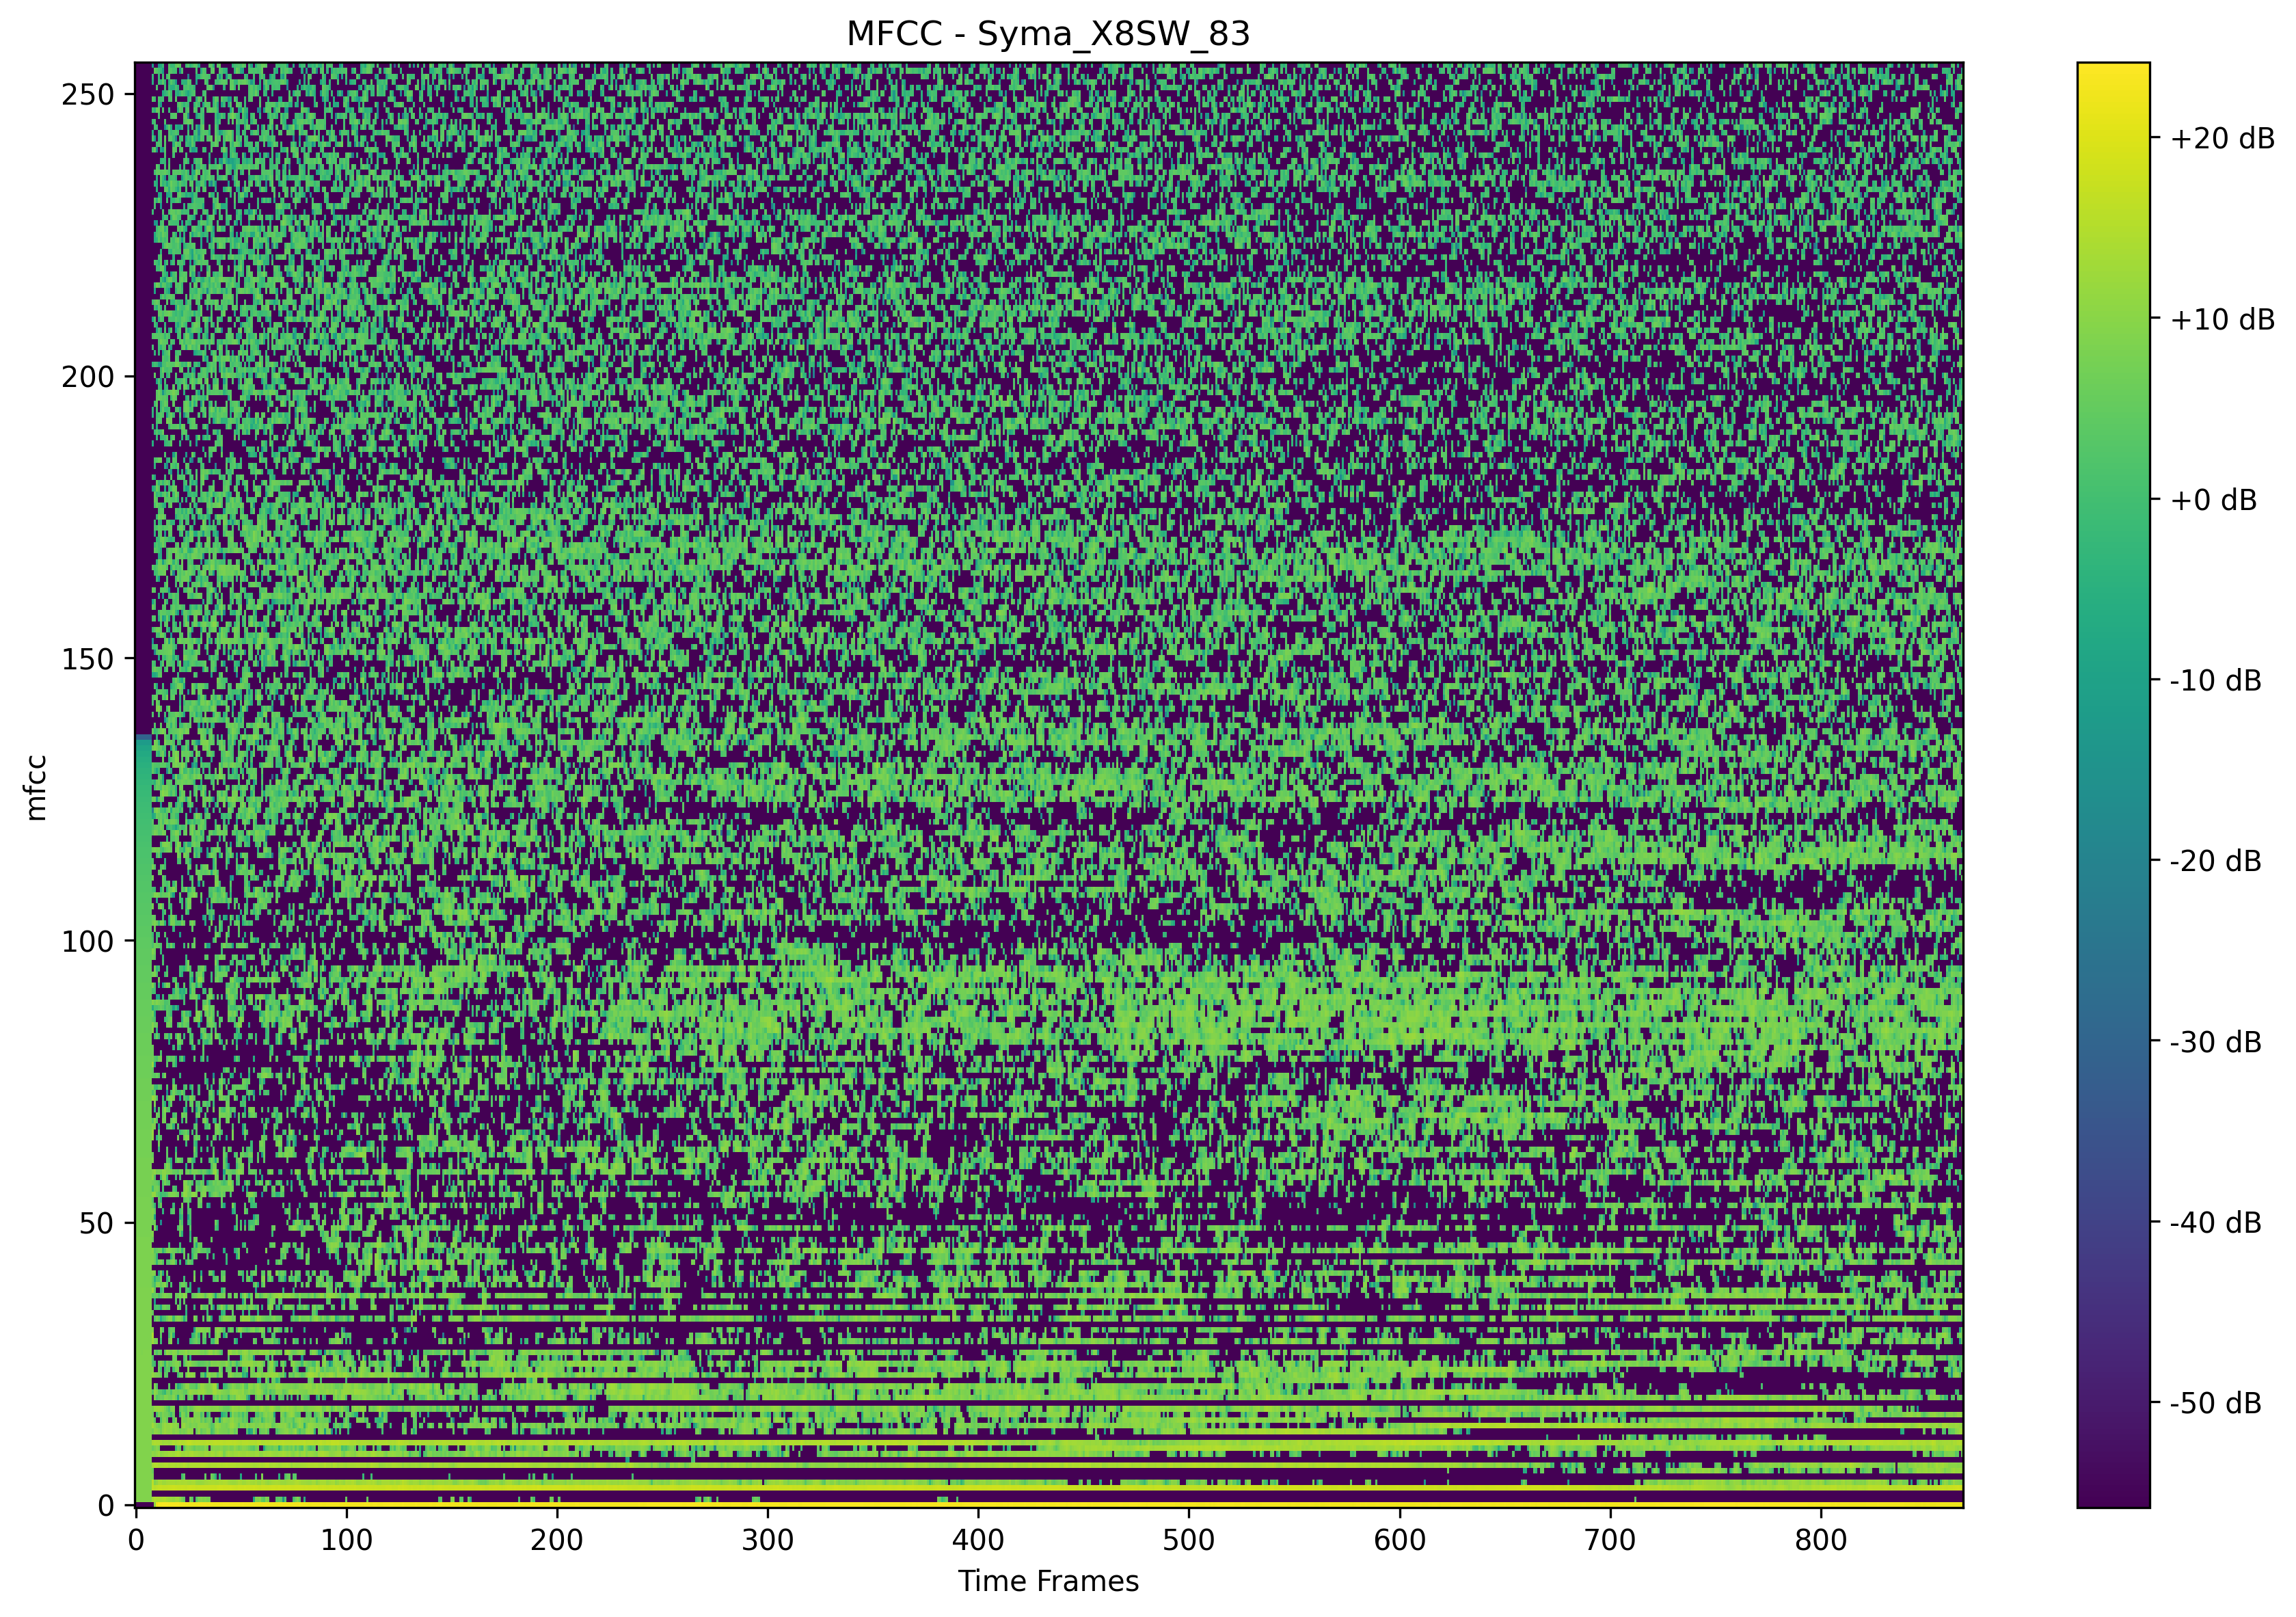 MFCC - Syma_X8SW_83
250
200
150
100
50
0
mfcc
0 100 200 300 400 500 600 700 800
Time Frames
+20 dB
+10 dB
+0 dB
-10 dB
-20 dB
-30 dB
-40 dB
-50 dB